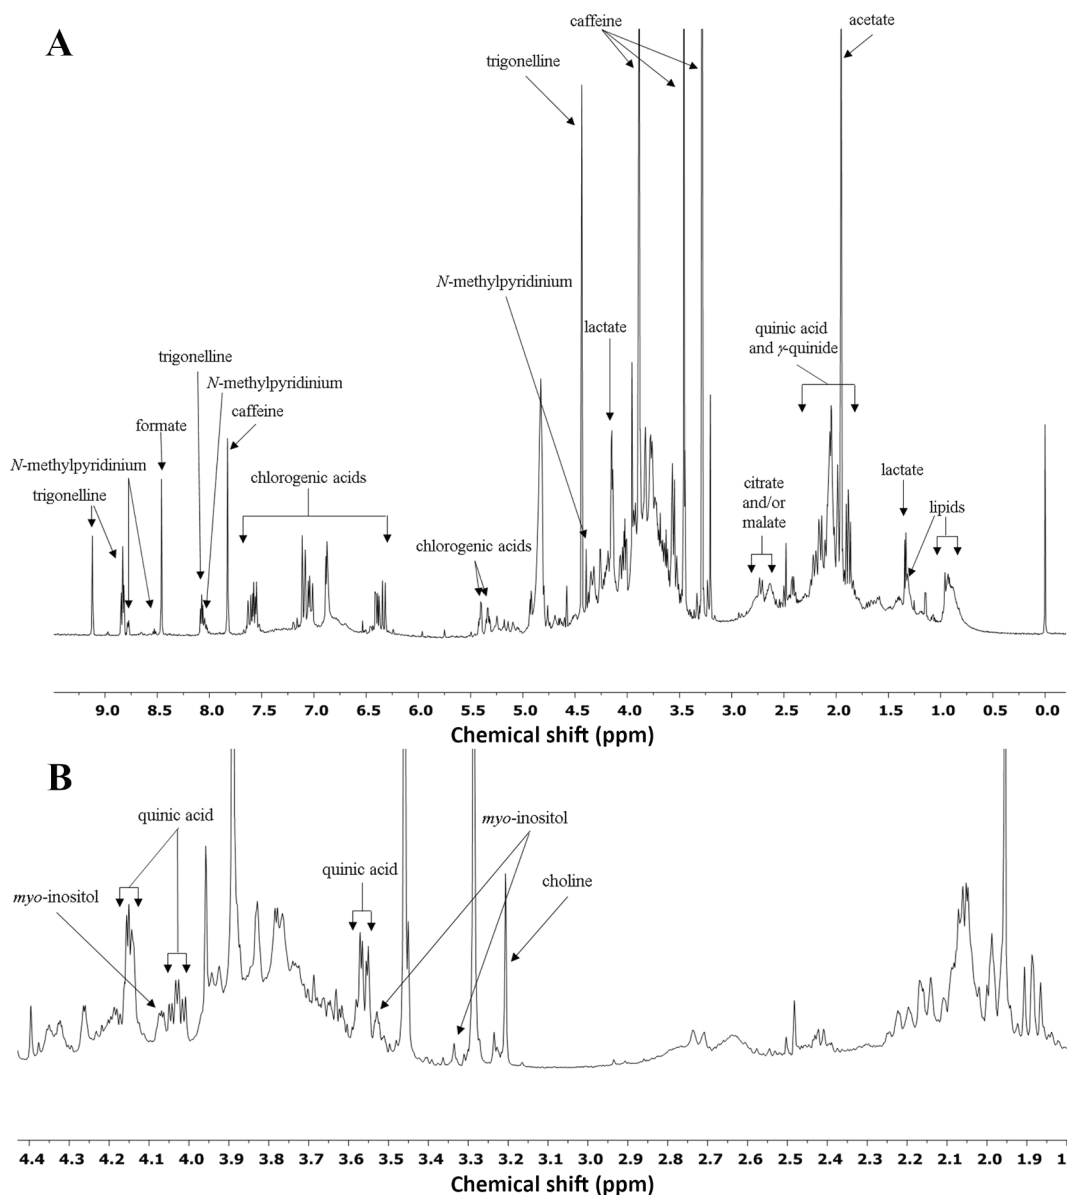 A
caffeine
acetate
trigonelline
N-methylpyridinium
lactate
quinic acid
and γ-quinide
trigonelline
N-methylpyridinium
caffeine
formate
N-methylpyridinium
trigonelline
chlorogenic acids
chlorogenic acids
citrate
and/or
malate
lactate
lipids
9.0 8.5 8.0 7.5 7.0 6.5 6.0 5.5 5.0 4.5 4.0 3.5 3.0 2.5 2.0 1.5 1.0 0.5 0.0
Chemical shift (ppm)
B
quinic acid
myo-inositol
quinic acid
myo-inositol
choline
4.4 4.3 4.2 4.1 4.0 3.9 3.8 3.7 3.6 3.5 3.4 3.3 3.2 3.1 3.0 2.9 2.8 2.7 2.6 2.5 2.4 2.3 2.2 2.1 2.0 1.9 1
Chemical shift (ppm)